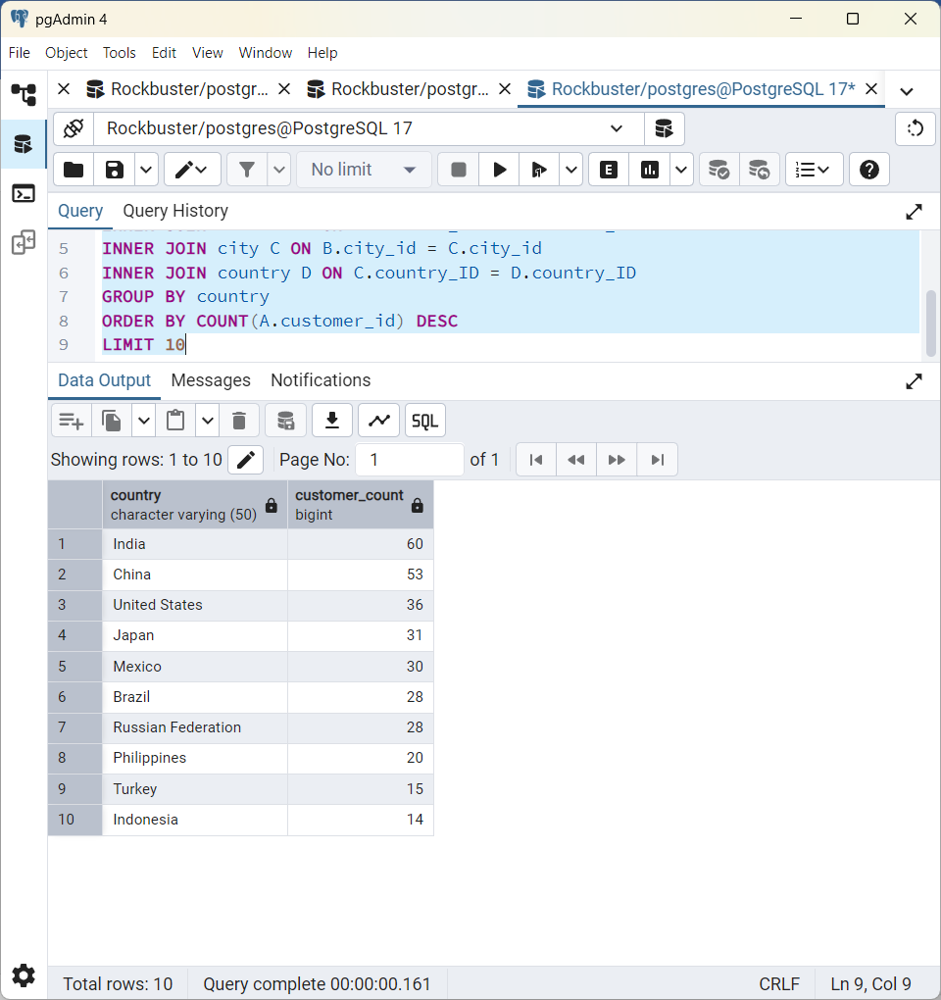 pgAdmin 4
File Object Tools Edit View Window Help
Rockbuster/postgr... Rockbuster/postgr... Rockbuster/postgres@PostgreSQL 17*
Rockbuster/postgres@PostgreSQL 17
No limit E
Query Query History
5 INNER JOIN city C ON B.city_id = C.city_id
6 INNER JOIN country D ON C.country_ID = D.country_ID
7 GROUP BY country
8 ORDER BY COUNT(A.customer_id) DESC
9 LIMIT 10
Data Output Messages Notifications
SQL
Showing rows: 1 to 10 Page No: 1 of 1
country customer_count
character varying (50) bigint
1 India 60
2 China 53
3 United States 36
4 Japan 31
5 Mexico 30
6 Brazil 28
7 Russian Federation 28
8 Philippines 20
9 Turkey 15
10 Indonesia 14
Total rows: 10 Query complete 00:00:00.161 CRLF Ln 9, Col 9